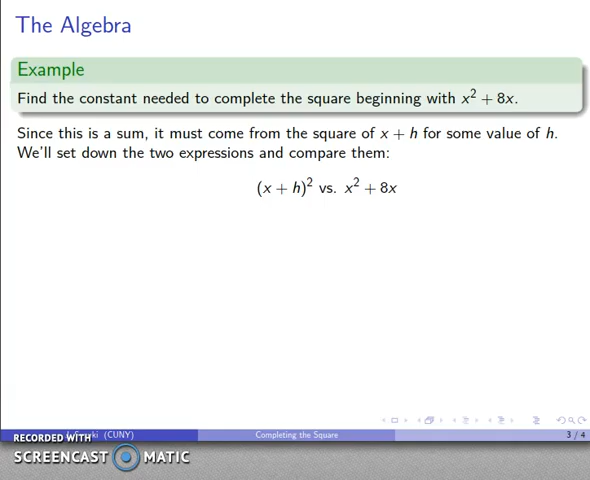 The Algebra
Example
Find the constant needed to complete the square beginning with x² + 8x.
Since this is a sum, it must come from the square of x + h for some value of h.
We'll set down the two expressions and compare them:
(x + h)² vs. x² + 8x
(CUNY)
Completing the Square
3 / 4
RECORDED WITH
SCREENCAST MATIC